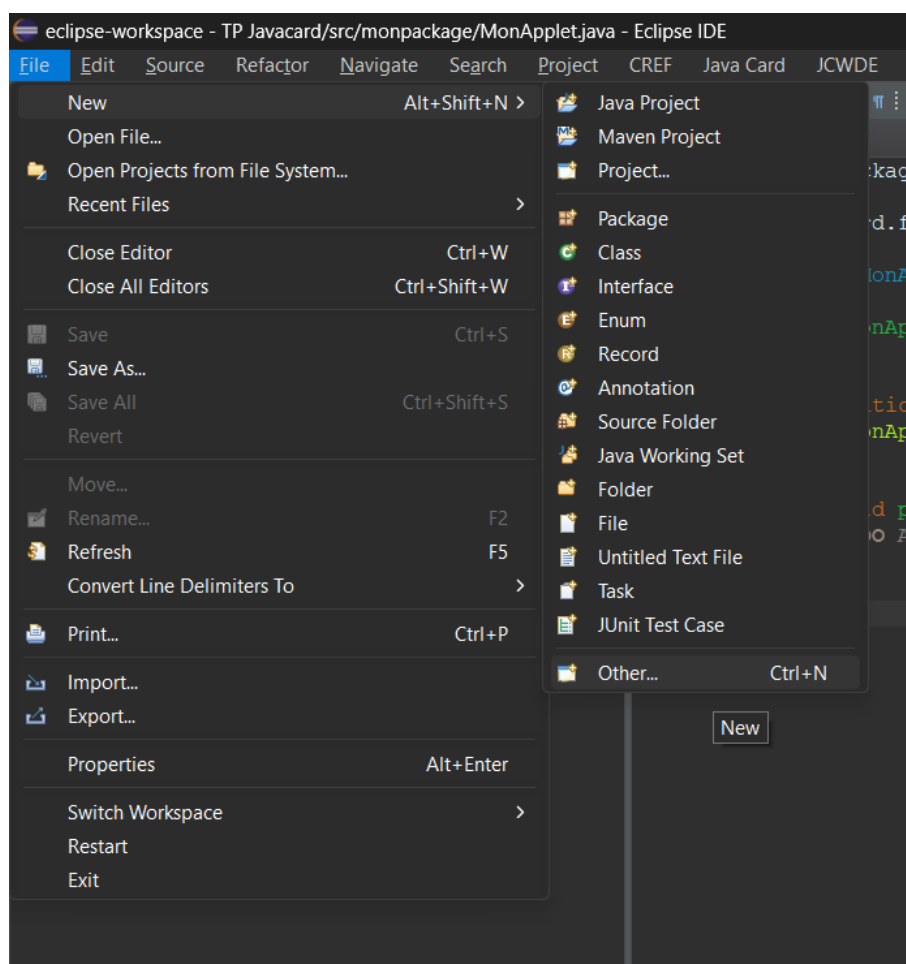 eclipse-workspace - TP Javacard/src/monpackage/MonApplet.java - Eclipse IDE
File Edit Source Refactor Navigate Search Project CREF Java Card JCWDE
New Alt+Shift+N >
Open File...
Open Projects from File System...
Recent Files >
Close Editor Ctrl+W
Close All Editors Ctrl+Shift+W
Save Ctrl+S
Save As...
Save All Ctrl+Shift+S
Revert
Move...
Rename... F2
Refresh F5
Convert Line Delimiters To >
Print... Ctrl+P
Import...
Export...
Properties Alt+Enter
Switch Workspace >
Restart
Exit
Java Project
Maven Project
Project...
Package
Class
Interface
Enum
Record
Annotation
Source Folder
Java Working Set
Folder
File
Untitled Text File
Task
JUnit Test Case
Other... Ctrl+N
New